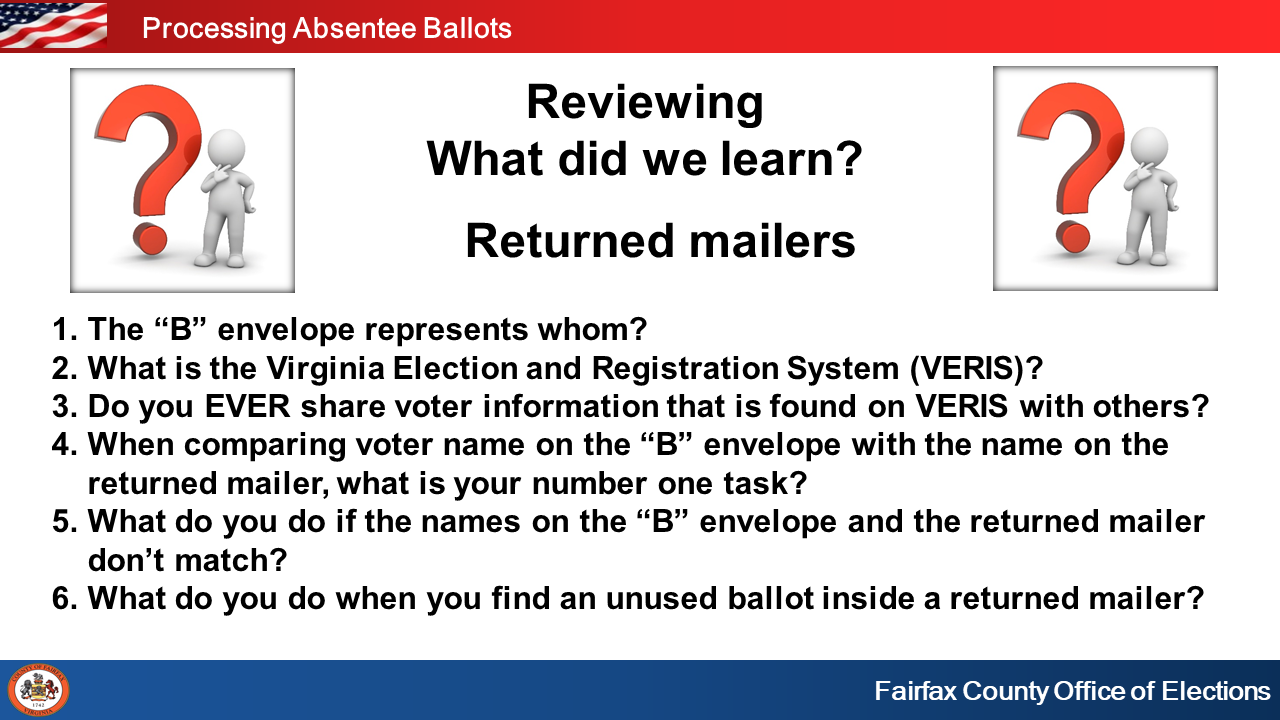 Processing Absentee Ballots
Reviewing
What did we learn?
Returned mailers
1. The “B” envelope represents whom?
2. What is the Virginia Election and Registration System (VERIS)?
3. Do you EVER share voter information that is found on VERIS with others?
4. When comparing voter name on the “B” envelope with the name on the
returned mailer, what is your number one task?
5. What do you do if the names on the “B” envelope and the returned mailer
don’t match?
6. What do you do when you find an unused ballot inside a returned mailer?
COUNTY OF FAIRFAX
1742
VIRGINIA
Fairfax County Office of Elections